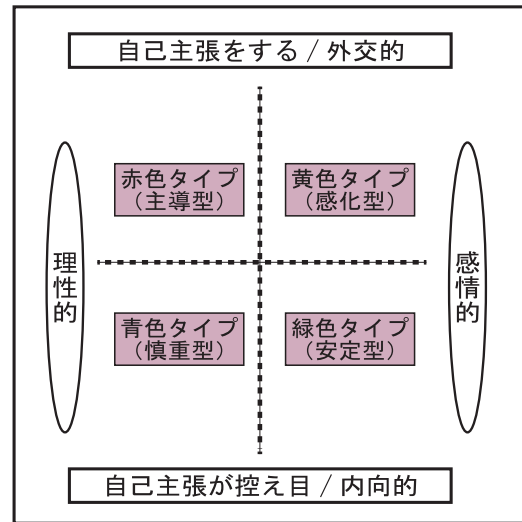 自己主張をする / 外交的
赤色タイプ
（主導型）
黄色タイプ
（感化型）
理性的
感情的
青色タイプ
（慎重型）
緑色タイプ
（安定型）
自己主張が控え目 / 内向的